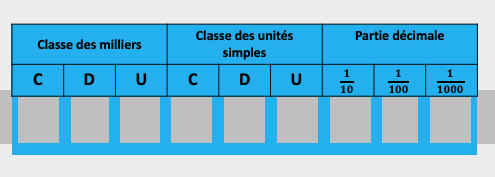 Classe des milliers Classe des unités simples Partie décimale
C D U C D U 1/10 1/100 1/1000